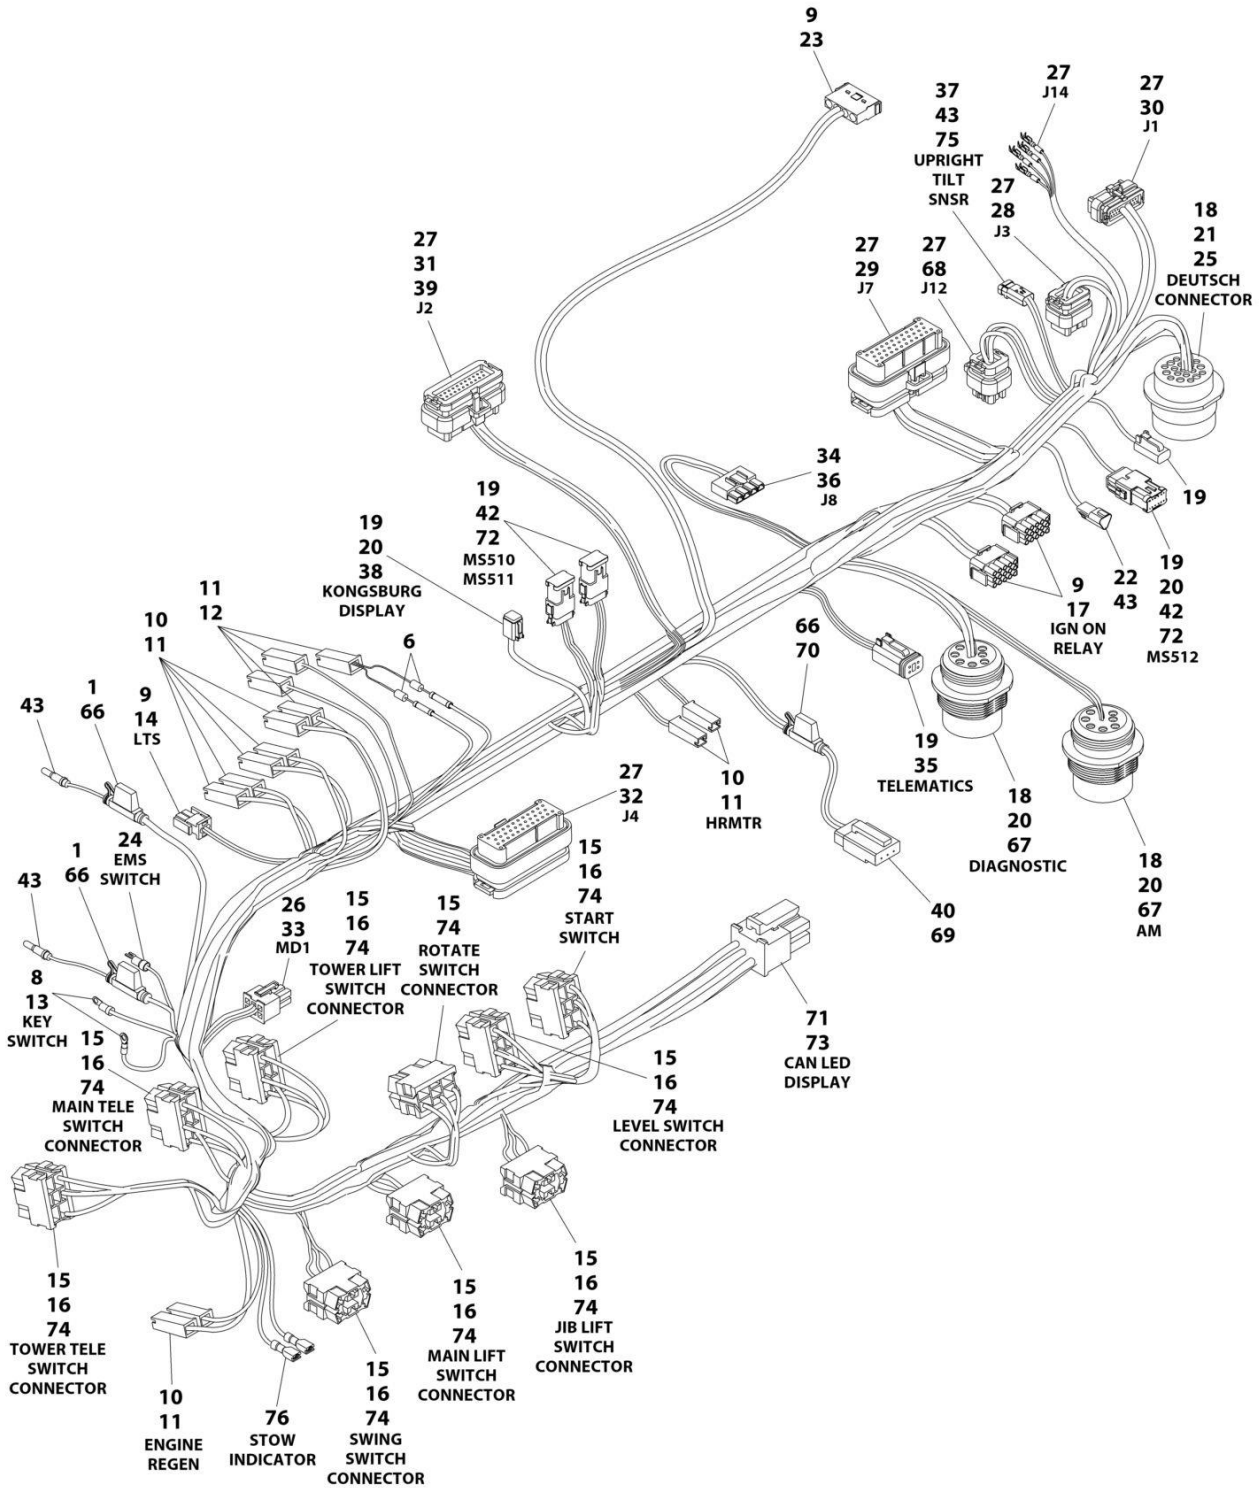 9
23
27
J14
27
30
J1
37
43
75
UPRIGHT
TILT
SNSR
27
28
J3
18
21
25
DEUTSCH
CONNECTOR
27
31
39
J2
27
29
J7
27
68
J12
34
36
J8
19
19
42
72
MS510
MS511
19
20
38
KONGSBURG
DISPLAY
11
12
10
11
6
9
14
LTS
1
66
43
66
70
9
17
IGN ON
RELAY
22
43
19
20
42
72
MS512
19
35
TELEMATICS
10
11
HRMTR
18
20
67
DIAGNOSTIC
18
20
67
AM
27
32
J4
40
69
24
EMS
SWITCH
1
66
43
8
13
KEY
SWITCH
26
33
MD1
15
16
74
TOWER LIFT
SWITCH
CONNECTOR
15
74
ROTATE
SWITCH
CONNECTOR
15
16
74
START
SWITCH
71
73
CAN LED
DISPLAY
15
16
74
MAIN TELE
SWITCH
CONNECTOR
15
16
74
LEVEL SWITCH
CONNECTOR
15
16
74
TOWER TELE
SWITCH
CONNECTOR
10
11
ENGINE
REGEN
76
STOW
INDICATOR
15
16
74
SWING
SWITCH
CONNECTOR
15
16
74
MAIN LIFT
SWITCH
CONNECTOR
15
16
74
JIB LIFT
SWITCH
CONNECTOR